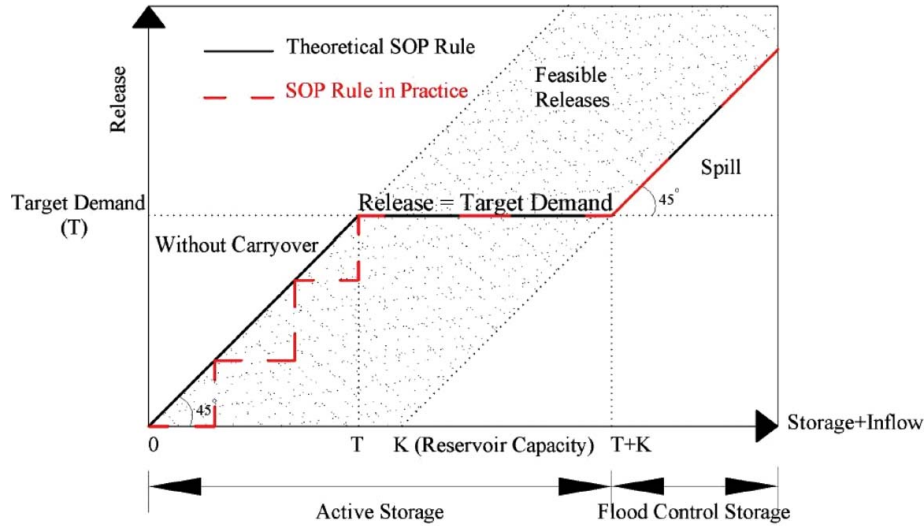 Theoretical SOP Rule
SOP Rule in Practice
Feasible
Releases
Release
Spill
Target Demand
(T)
Release = Target Demand
45°
Without Carryover
45°
0
T
K (Reservoir Capacity)
T+K
Storage+Inflow
Active Storage
Flood Control Storage